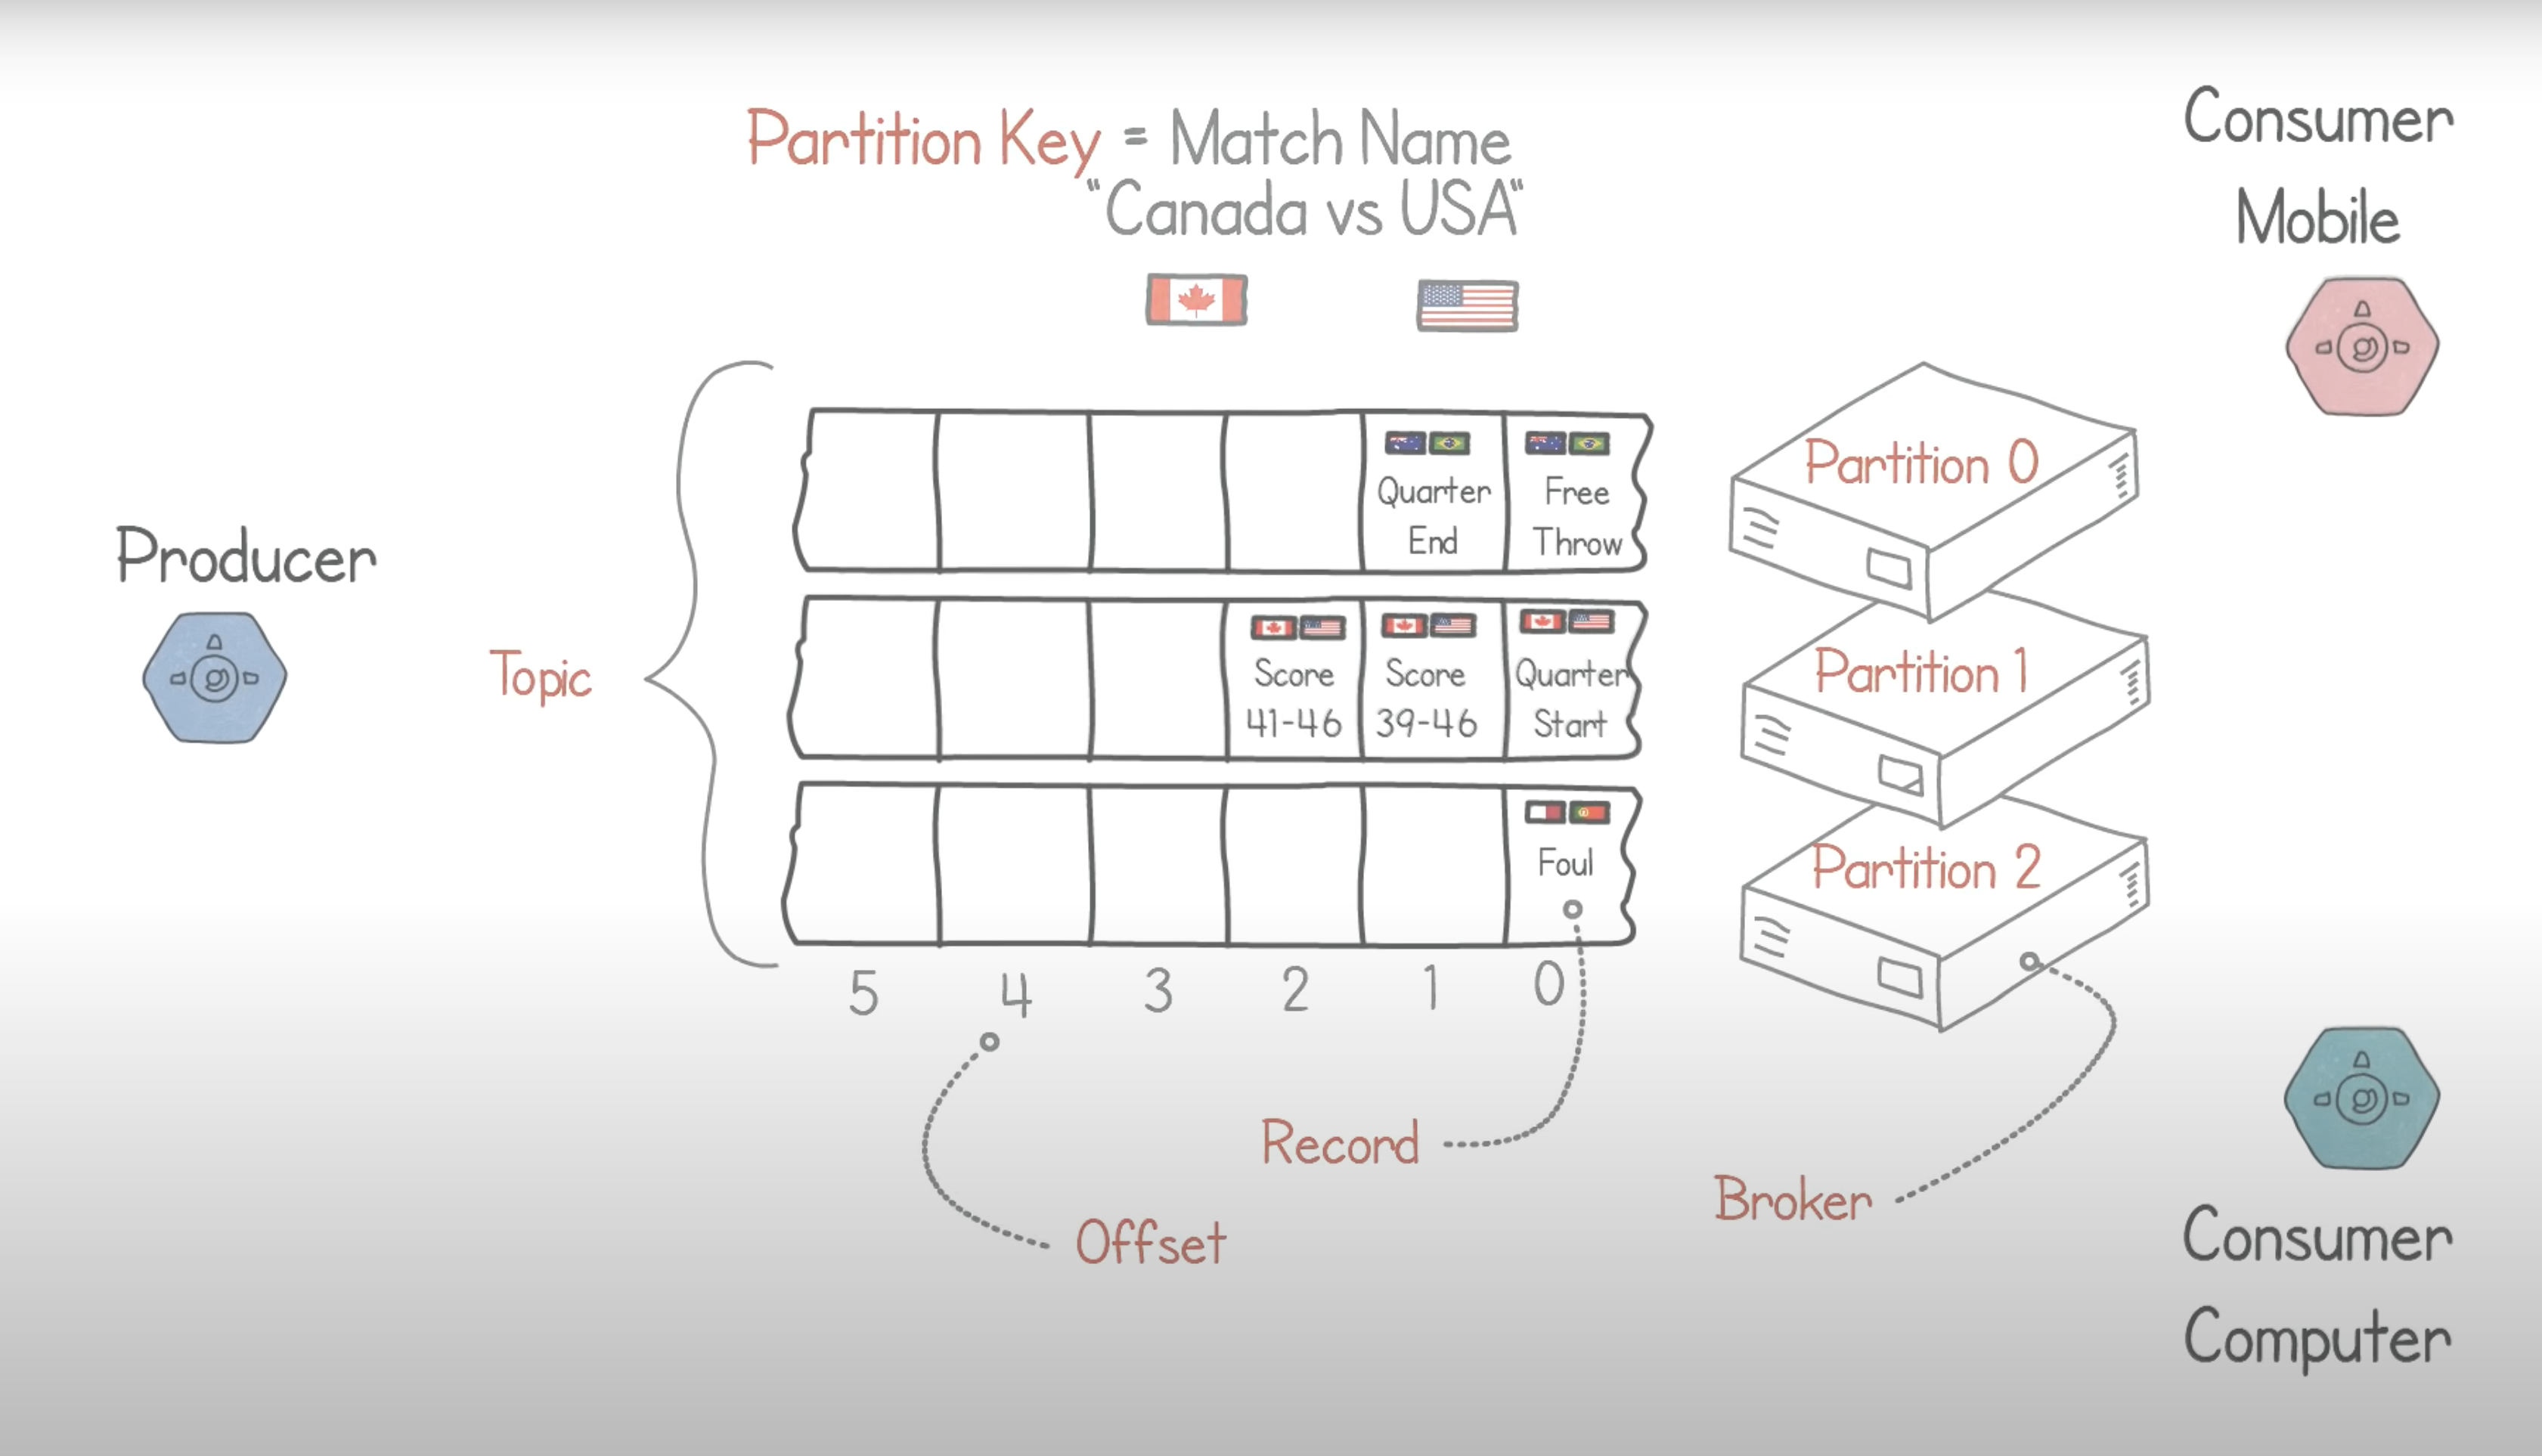 Partition Key = Match Name
"Canada vs USA"
Consumer
Mobile
Producer
Topic
Quarter
End
Free
Throw
Partition 0
Score
41-46
Score
39-46
Quarter
Start
Partition 1
Foul
Partition 2
5 4 3 2 1 0
Record
Offset
Broker
Consumer
Computer